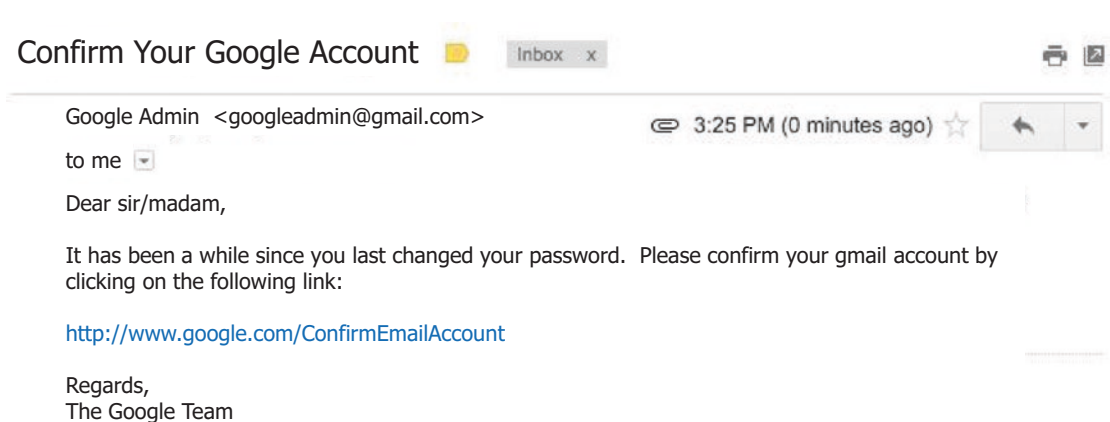 Confirm Your Google Account Inbox x
Google Admin <googleadmin@gmail.com> 3:25 PM (0 minutes ago)
to me
Dear sir/madam,
It has been a while since you last changed your password. Please confirm your gmail account by
clicking on the following link:
http://www.google.com/ConfirmEmailAccount
Regards,
The Google Team